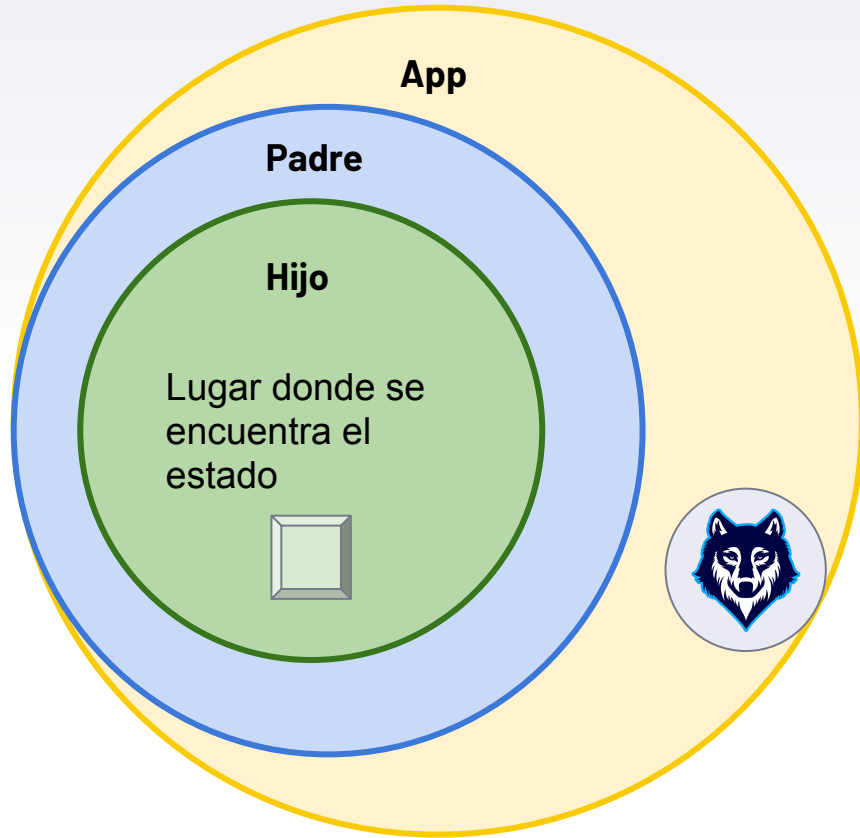 App
Padre
Hijo
Lugar donde se
encuentra el
estado